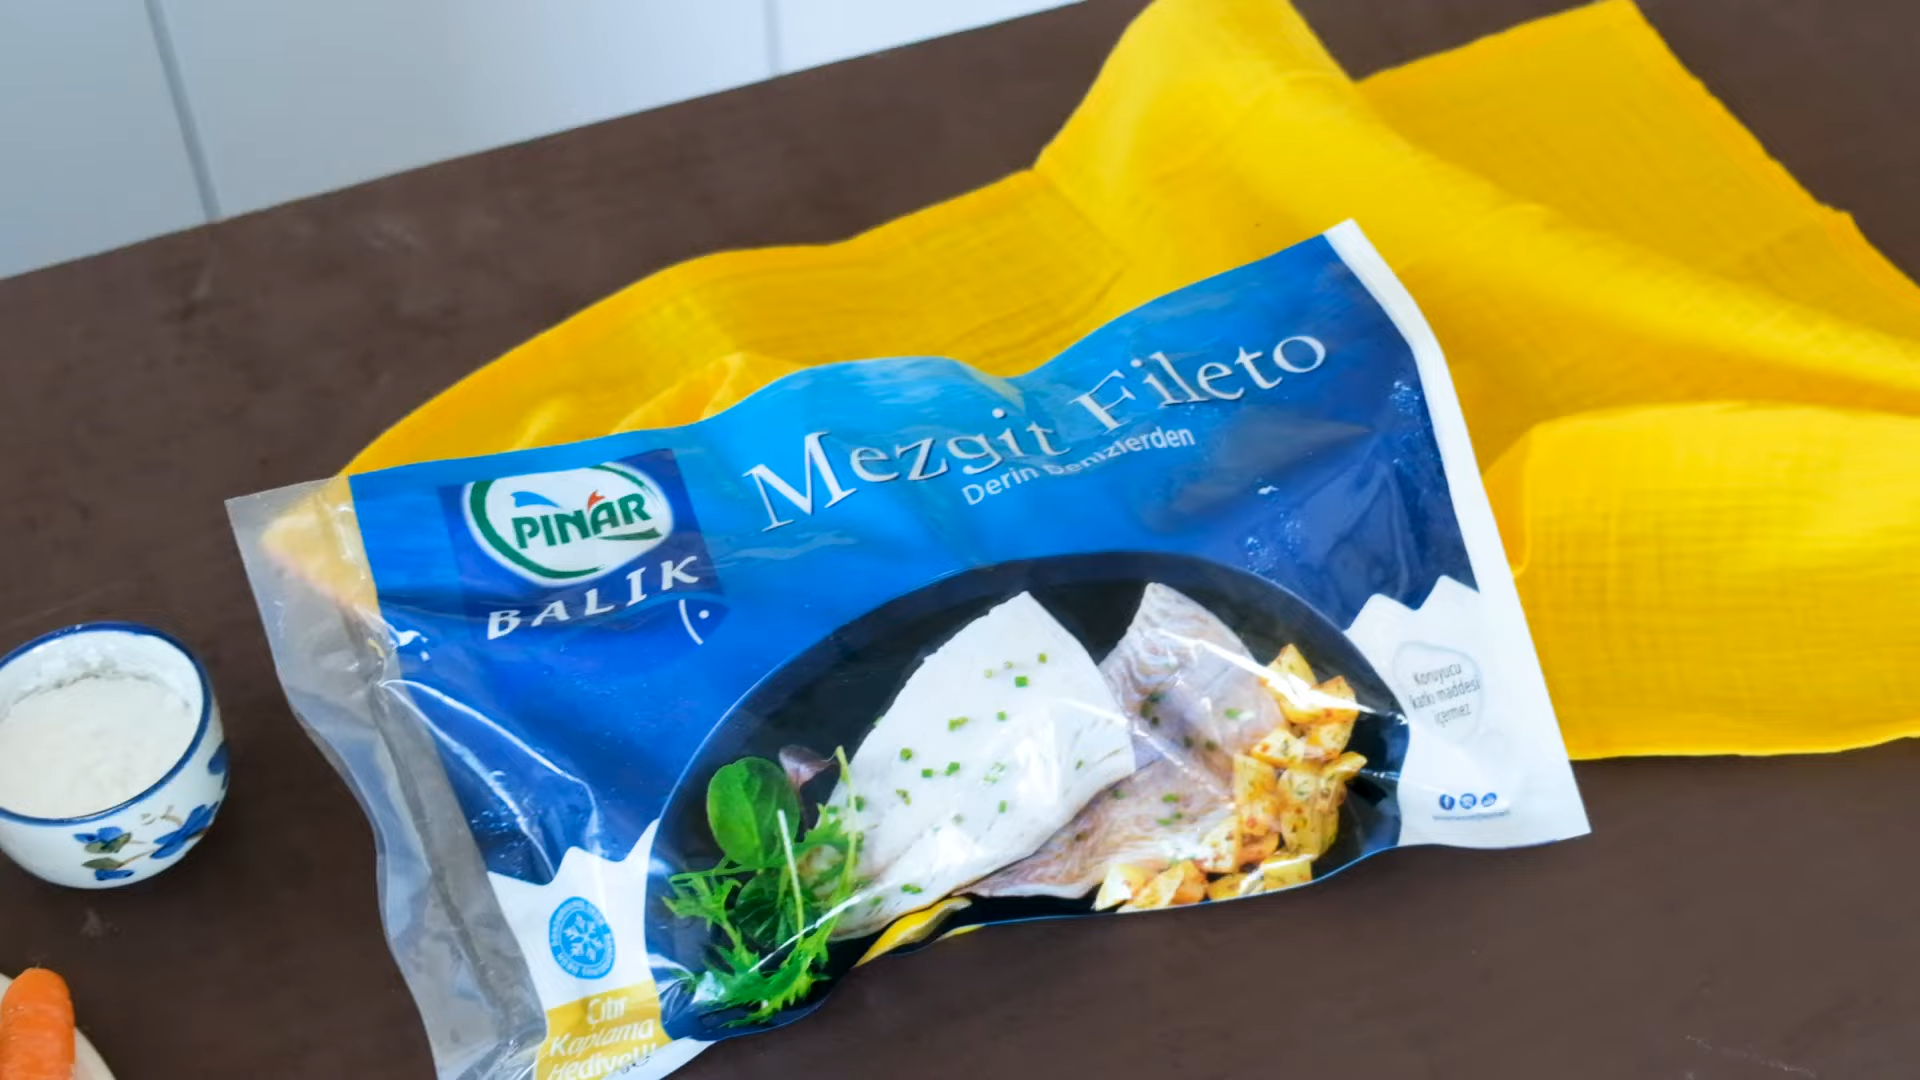 Mezgit Fileto
Derin Denizlerden
PINAR
BALIK
Koruyucu
katkı maddesi
içermez
Çıtır
Kaplama
Hediyeli!